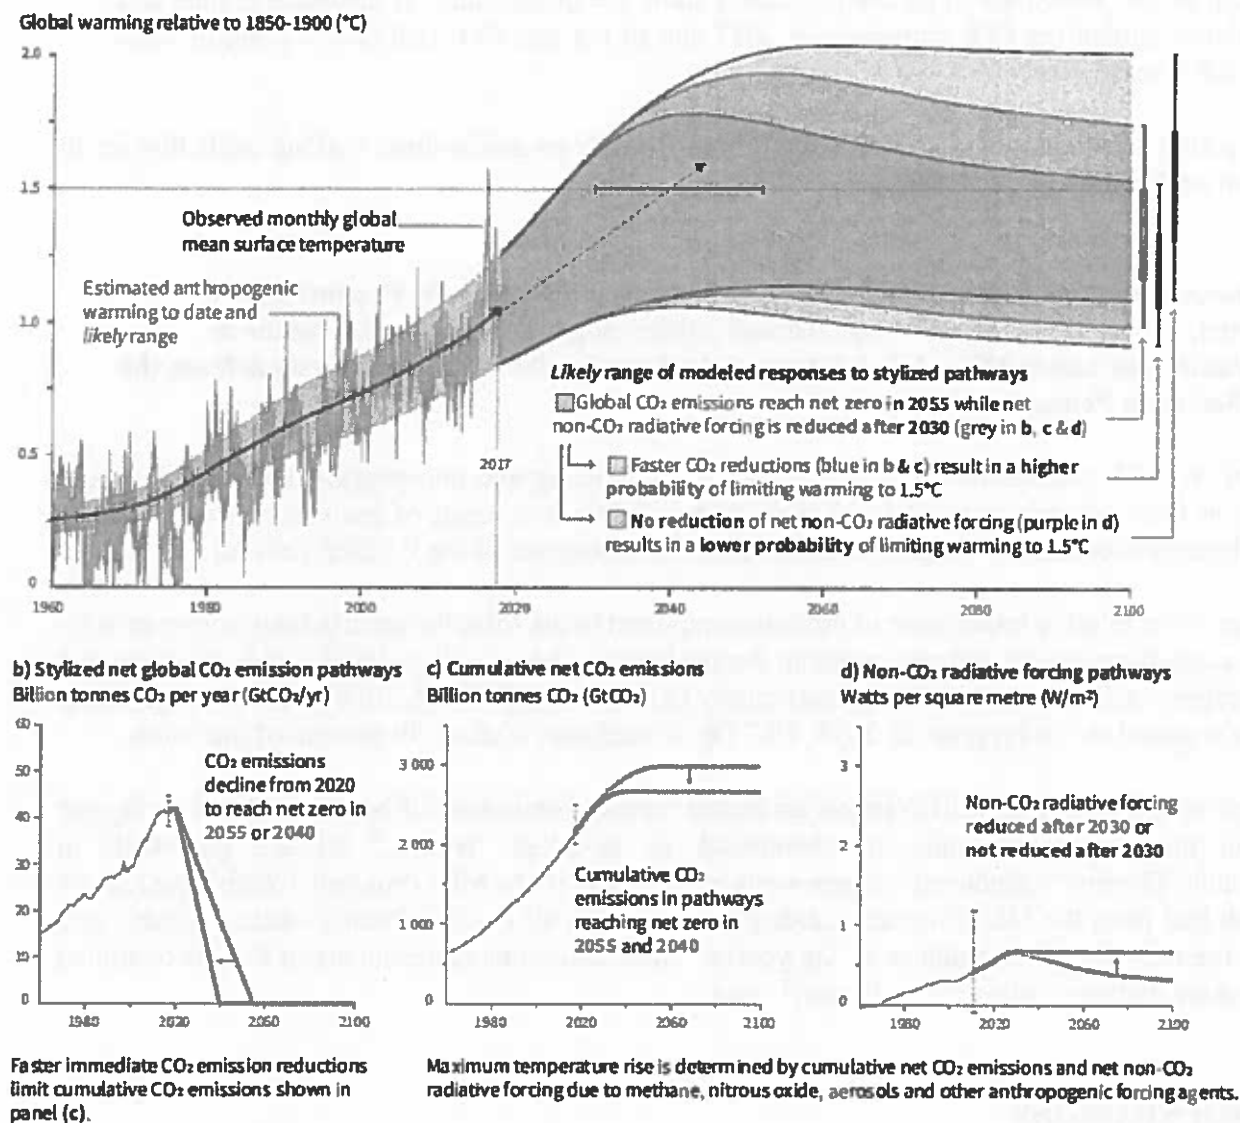 Global warming relative to 1850-1900 (°C)
2.0
1.5
Observed monthly global
mean surface temperature
Estimated anthropogenic
warming to date and
likely range
1.0
Likely range of modeled responses to stylized pathways
Global CO₂ emissions reach net zero in 2055 while net
non-CO₂ radiative forcing is reduced after 2030 (grey in b, c & d)
0.5
2017
Faster CO₂ reductions (blue in b & c) result in a higher
probability of limiting warming to 1.5°C
No reduction of net non-CO₂ radiative forcing (purple in d)
results in a lower probability of limiting warming to 1.5°C
0
1960 1980 2000 2020 2040 2060 2080 2100
b) Stylized net global CO₂ emission pathways
Billion tonnes CO₂ per year (GtCO₂/yr)
60
50
40
30
20
10
0
CO₂ emissions
decline from 2020
to reach net zero in
2055 or 2040
1980 2020 2060 2100
c) Cumulative net CO₂ emissions
Billion tonnes CO₂ (GtCO₂)
3 000
2 000
1 000
0
Cumulative CO₂
emissions in pathways
reaching net zero in
2055 and 2040
1980 2020 2060 2100
d) Non-CO₂ radiative forcing pathways
Watts per square metre (W/m²)
3
2
1
0
Non-CO₂ radiative forcing
reduced after 2030 or
not reduced after 2030
1980 2020 2060 2100
Faster immediate CO₂ emission reductions
limit cumulative CO₂ emissions shown in
panel (c).
Maximum temperature rise is determined by cumulative net CO₂ emissions and net non-CO₂
radiative forcing due to methane, nitrous oxide, aerosols and other anthropogenic forcing agents.